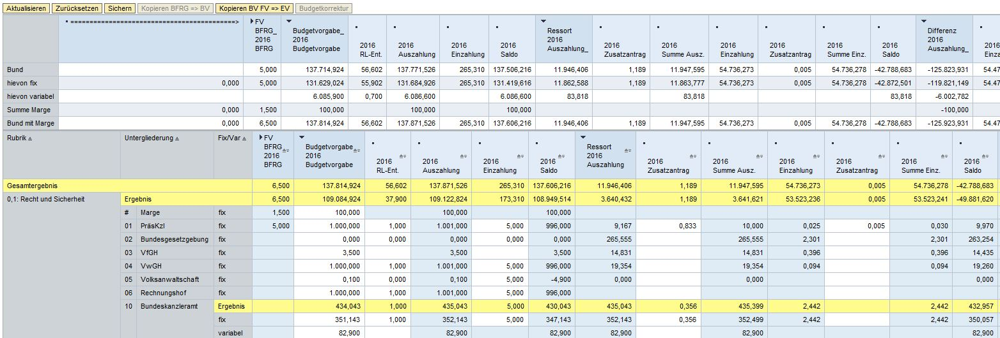 Aktualisieren Zurücksetzen Sichern Kopieren BFRG => BV Kopieren BV FV => EV Budgetkorrektur
=========================================> FV BFRG_ 2016 BFRG Budgetvorgabe_ 2016 Budgetvorgabe 2016 RL-Ent. 2016 Auszahlung 2016 Einzahlung 2016 Saldo Ressort 2016 Auszahlung_ 2016 Zusatzantrag 2016 Summe Ausz. 2016 Einzahlung 2016 Zusatzantrag 2016 Summe Einz. 2016 Saldo Differenz 2016 Auszahlung_ 2016 Einza
Bund 5,000 137.714,924 56,602 137.771,526 265,310 137.506,216 11.946,406 1,189 11.947,595 54.736,273 0,005 54.736,278 -42.788,683 -125.823,931 54.47
hievon fix 0,000 5,000 131.629,024 55,902 131.684,926 265,310 131.419,616 11.862,588 1,189 11.863,777 54.736,273 0,005 54.736,278 -42.872,501 -119.821,149 54.47
hievon variabel 6.085,900 0,700 6.086,600 6.086,600 83,818 83,818 83,818 -6.002,782
Summe Marge 0,000 1,500 100,000 100,000 100,000 -100,000
Bund mit Marge 0,000 6,500 137.814,924 56,602 137.871,526 265,310 137.606,216 11.946,406 1,189 11.947,595 54.736,273 0,005 54.736,278 -42.788,683 -125.923,931 54.47
Rubrik Untergliederung Fix/Var FV BFRG_ 2016 BFRG Budgetvorgabe_ 2016 Budgetvorgabe 2016 RL-Ent. 2016 Auszahlung 2016 Einzahlung 2016 Saldo Ressort 2016 Auszahlung 2016 Zusatzantrag 2016 Summe Ausz. 2016 Einzahlung 2016 Zusatzantrag 2016 Summe Einz. 2016 Saldo
Gesamtergebnis 6,500 137.814,924 56,602 137.871,526 265,310 137.606,216 11.946,406 1,189 11.947,595 54.736,273 0,005 54.736,278 -42.788,683
0,1: Recht und Sicherheit Ergebnis 6,500 109.084,924 37,900 109.122,824 173,310 108.949,514 3.640,432 1,189 3.641,621 53.523,236 0,005 53.523,241 -49.881,620
# Marge fix 1,500 100,000 100,000 100,000
01 PräsKzl fix 5,000 1.000,000 1,000 1.001,000 5,000 996,000 9,167 0,833 10,000 0,025 0,005 0,030 9,970
02 Bundesgesetzgebung fix 0,000 0,000 0,000 0,000 0,000 265,555 265,555 2,301 2,301 263,254
03 VfGH fix 3,500 3,500 3,500 14,831 14,831 0,396 0,396 14,435
04 VwGH fix 1.000,000 1,000 1.001,000 5,000 996,000 19,354 19,354 0,094 0,094 19,260
05 Volksanwaltschaft fix 0,100 0,000 0,100 5,000 -4,900 0,000 0,000 0,000
06 Rechnungshof fix 1.000,000 1,000 1.001,000 5,000 996,000
10 Bundeskanzleramt Ergebnis 434,043 1,000 435,043 5,000 430,043 435,043 0,356 435,399 2,442 2,442 432,957
fix 351,143 1,000 352,143 5,000 347,143 352,143 0,356 352,499 2,442 2,442 350,057
variabel 82,900 82,900 82,900 82,900 82,900 82,900